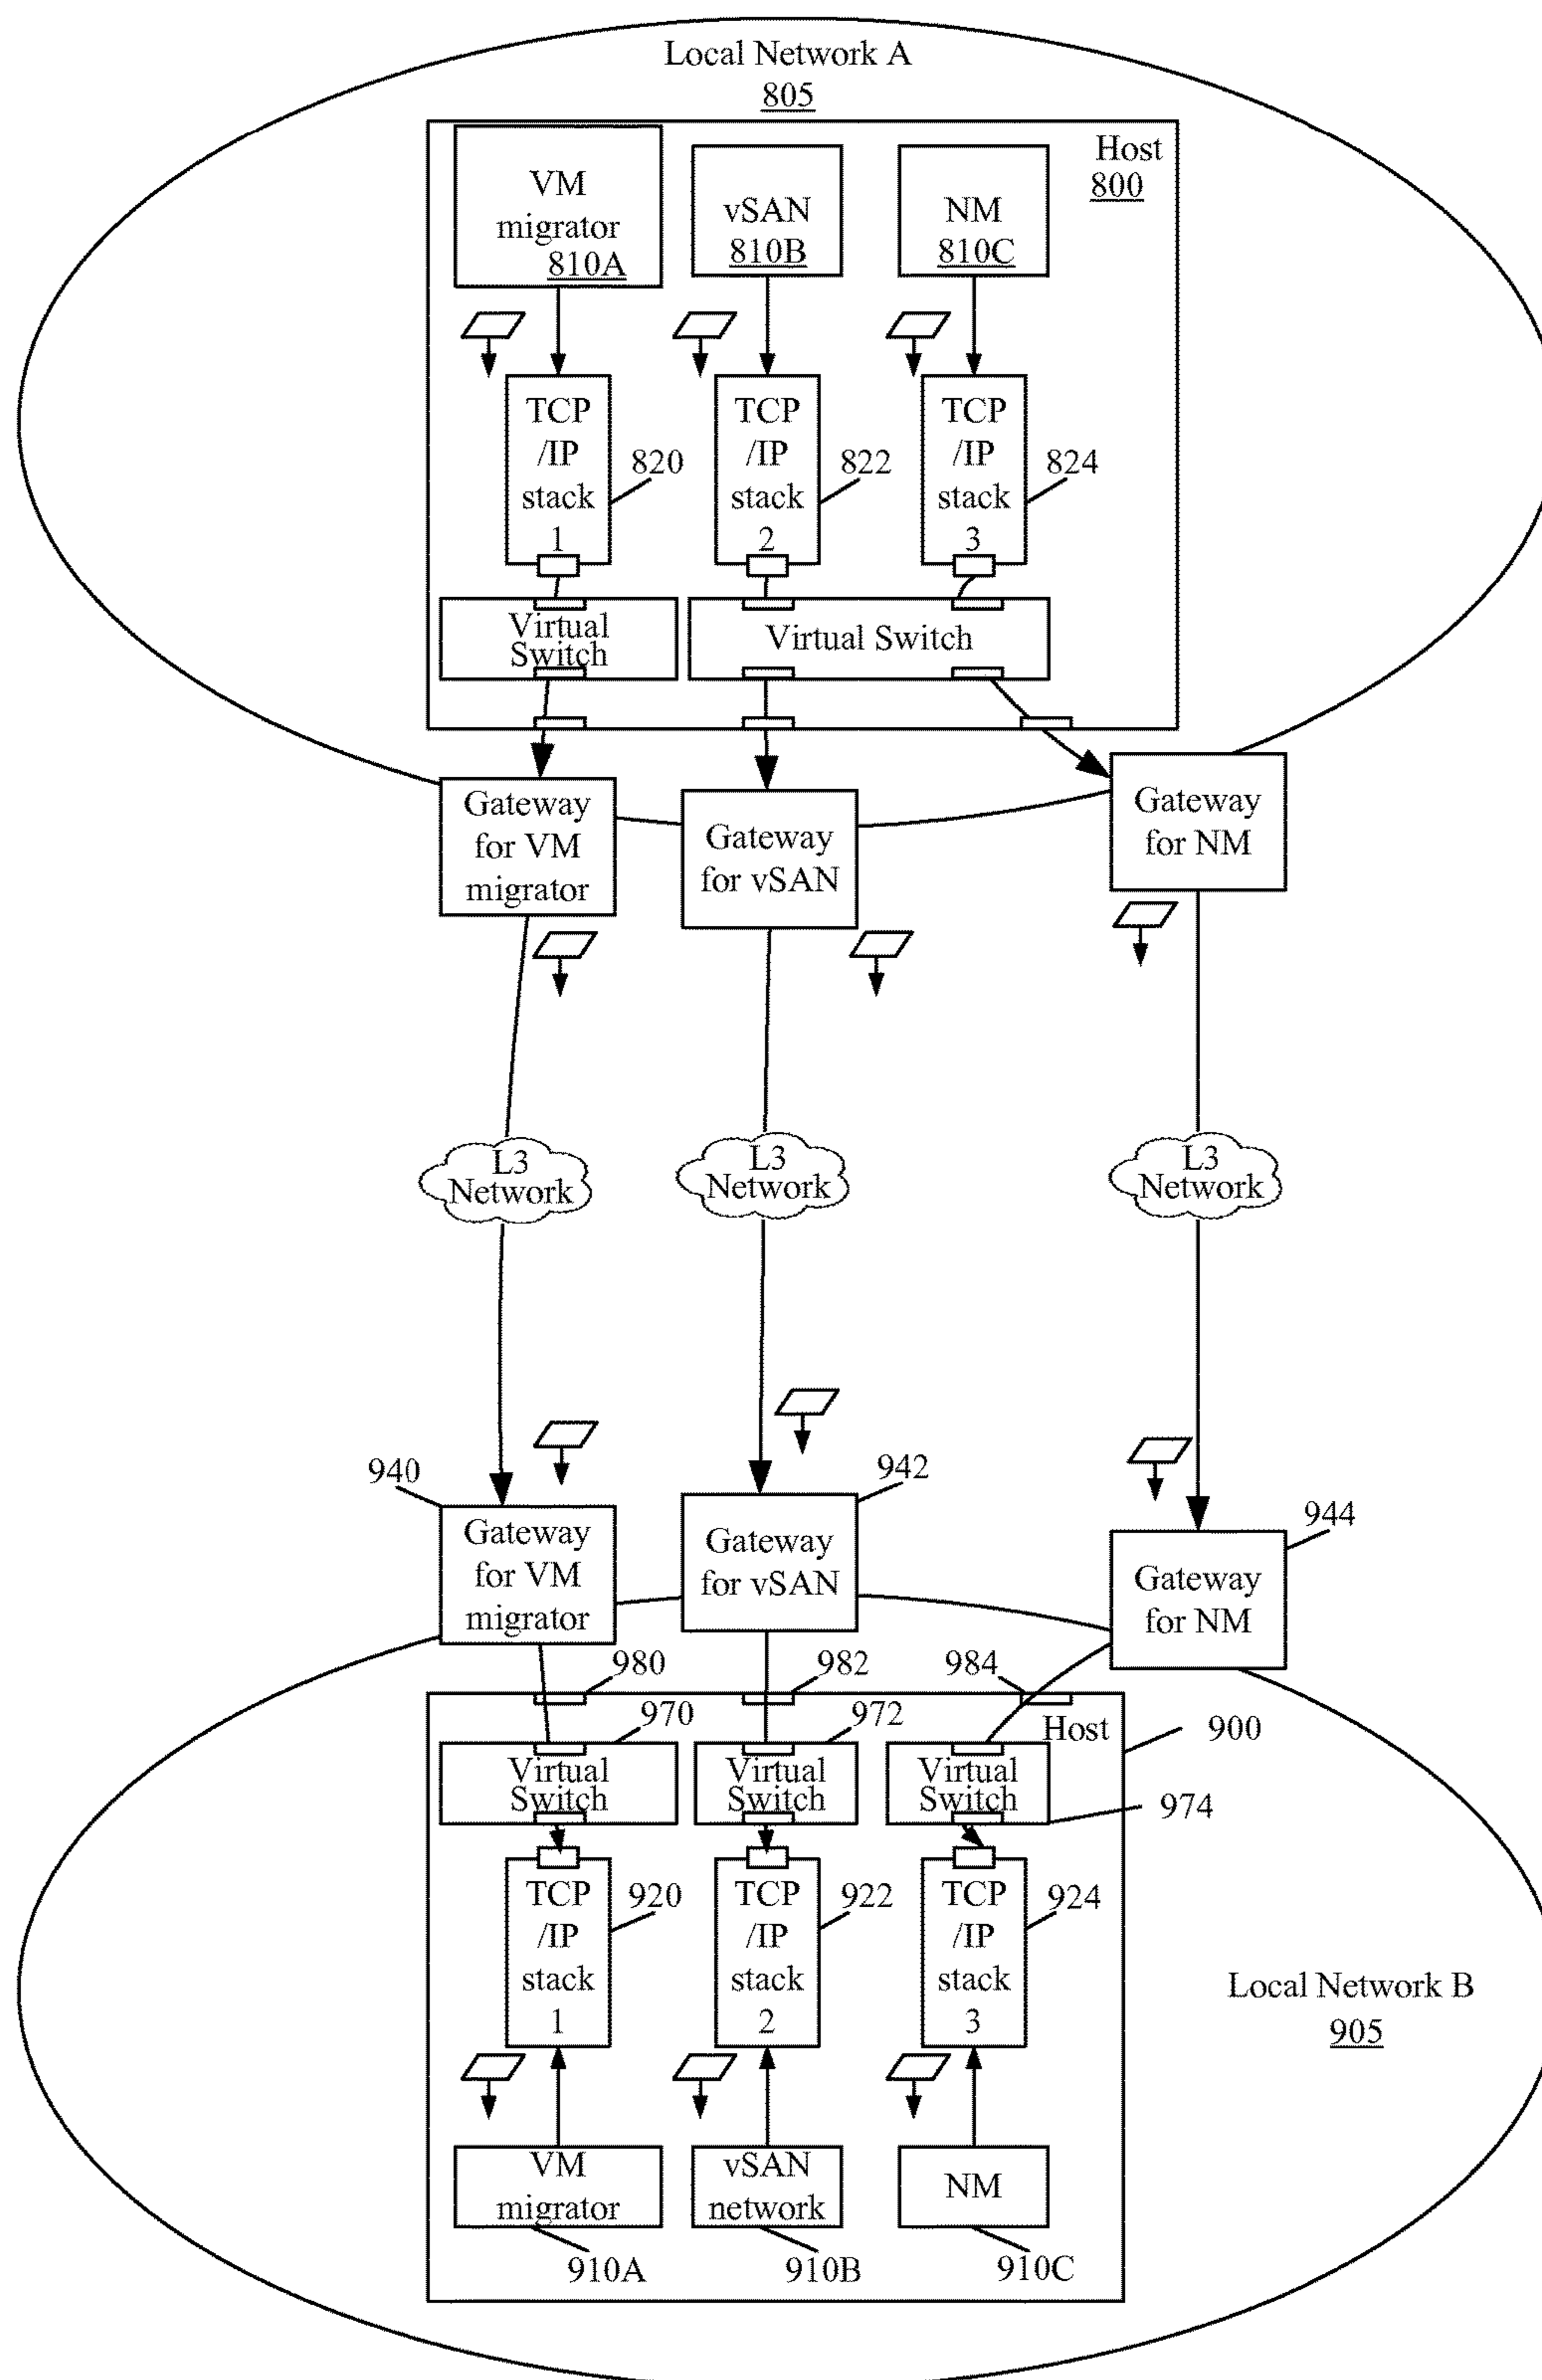 Local Network A
805
Host
800
VM
migrator
810A
vSAN
810B
NM
810C
TCP
/IP
stack
1
820
TCP
/IP
stack
2
822
TCP
/IP
stack
3
824
Virtual
Switch
Virtual Switch
Gateway
for VM
migrator
Gateway
for vSAN
Gateway
for NM
L3
Network
L3
Network
L3
Network
940
942
944
Gateway
for VM
migrator
Gateway
for vSAN
Gateway
for NM
980
982
984
970
972
Host
900
Virtual
Switch
Virtual
Switch
Virtual
Switch
974
TCP
/IP
stack
1
920
TCP
/IP
stack
2
922
TCP
/IP
stack
3
924
Local Network B
905
VM
migrator
vSAN
network
NM
910A
910B
910C